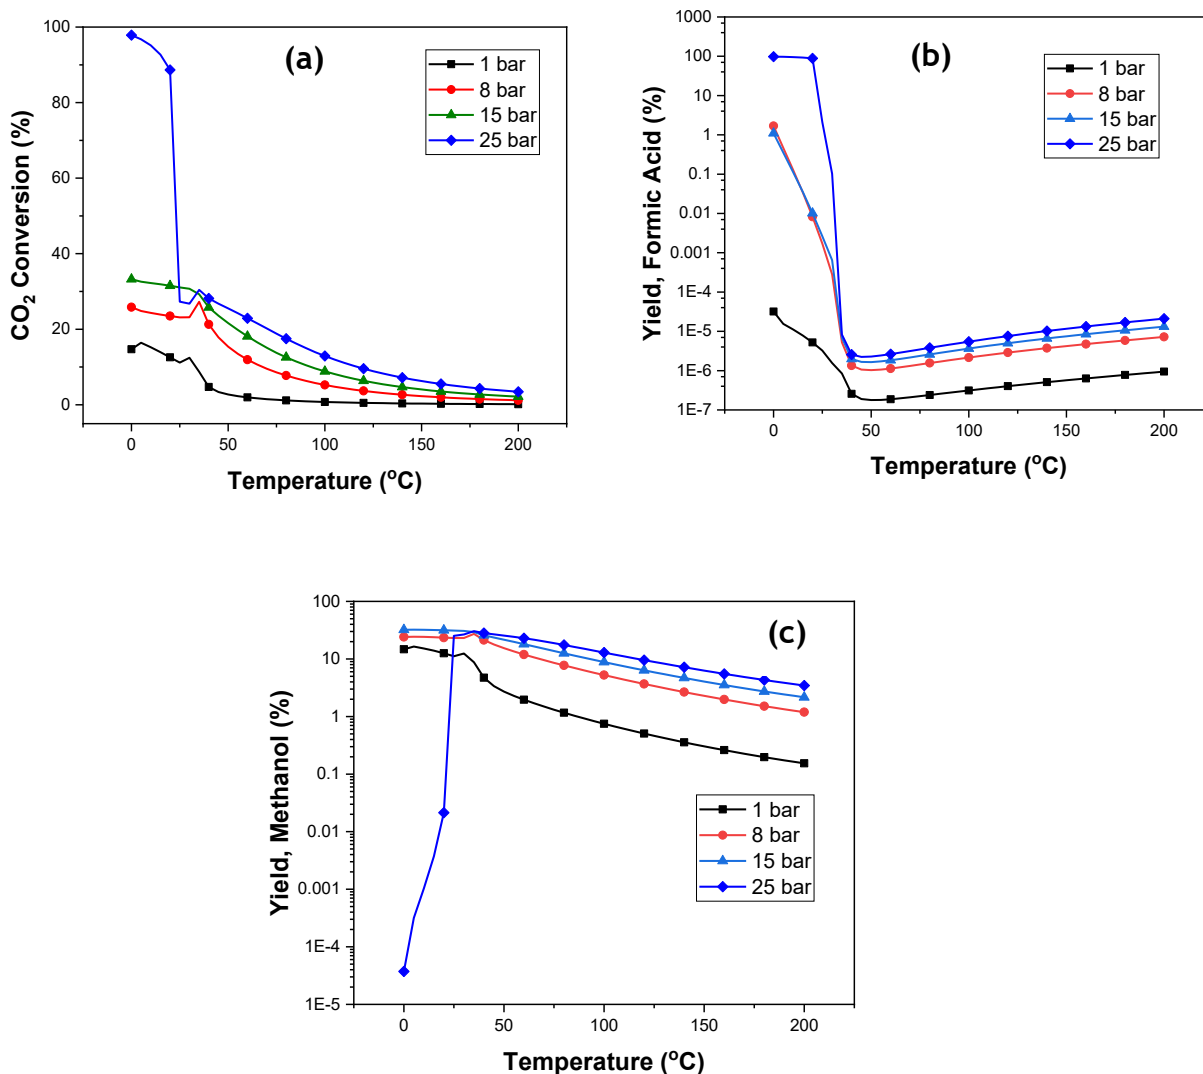 (a)
CO₂ Conversion (%)
100
80
60
40
20
0
1 bar
8 bar
15 bar
25 bar
0
50
100
150
200
Temperature (°C)
(b)
Yield, Formic Acid (%)
1000
100
10
1
0.1
0.01
0.001
1E-4
1E-5
1E-6
1E-7
1 bar
8 bar
15 bar
25 bar
0
50
100
150
200
Temperature (°C)
(c)
Yield, Methanol (%)
100
10
1
0.1
0.01
0.001
1E-4
1E-5
1 bar
8 bar
15 bar
25 bar
0
50
100
150
200
Temperature (°C)